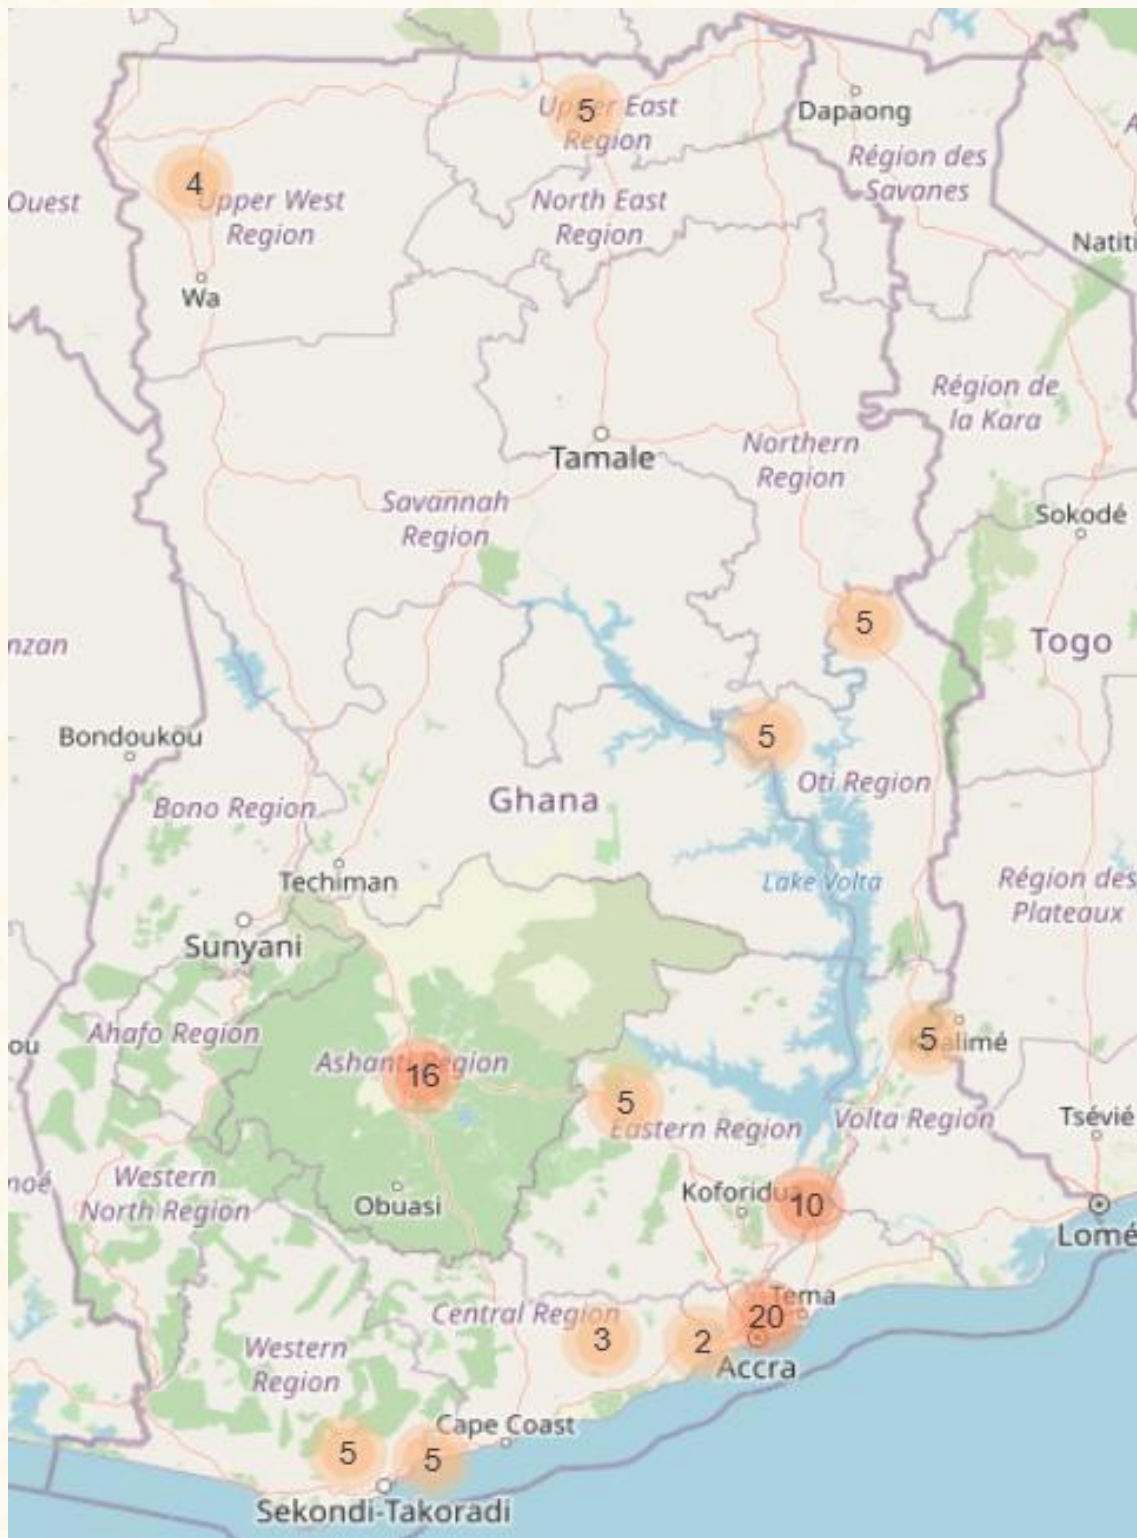 5
Upper East
Region
Dapaong
Région des
Savanes
4
Upper West
Region
Ouest
North East
Region
Natiti
Wa
Région de
la Kara
Tamale
Northern
Region
Savannah
Region
Sokodé
5
nzan
Togo
Bondoukou
5
Oti Region
Bono Region
Ghana
Techiman
Lake Volta
Région des
Plateaux
Sunyani
Ahafo Region
ou
5
Kpalimé
Ashanti Region
16
5
Eastern Region
Volta Region
Tsévié
noé
Western
North Region
Obuasi
Koforidua
10
Lomé
Central Region
3
2
20
Tema
Accra
Western
Region
Cape Coast
5
5
Sekondi-Takoradi